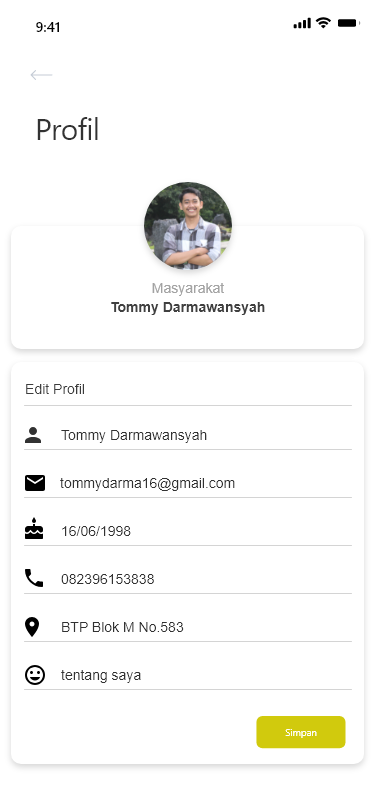 9:41
Profil
Masyarakat
Tommy Darmawansyah
Edit Profil
Tommy Darmawansyah
tommydarma16@gmail.com
16/06/1998
082396153838
BTP Blok M No.583
tentang saya
Simpan